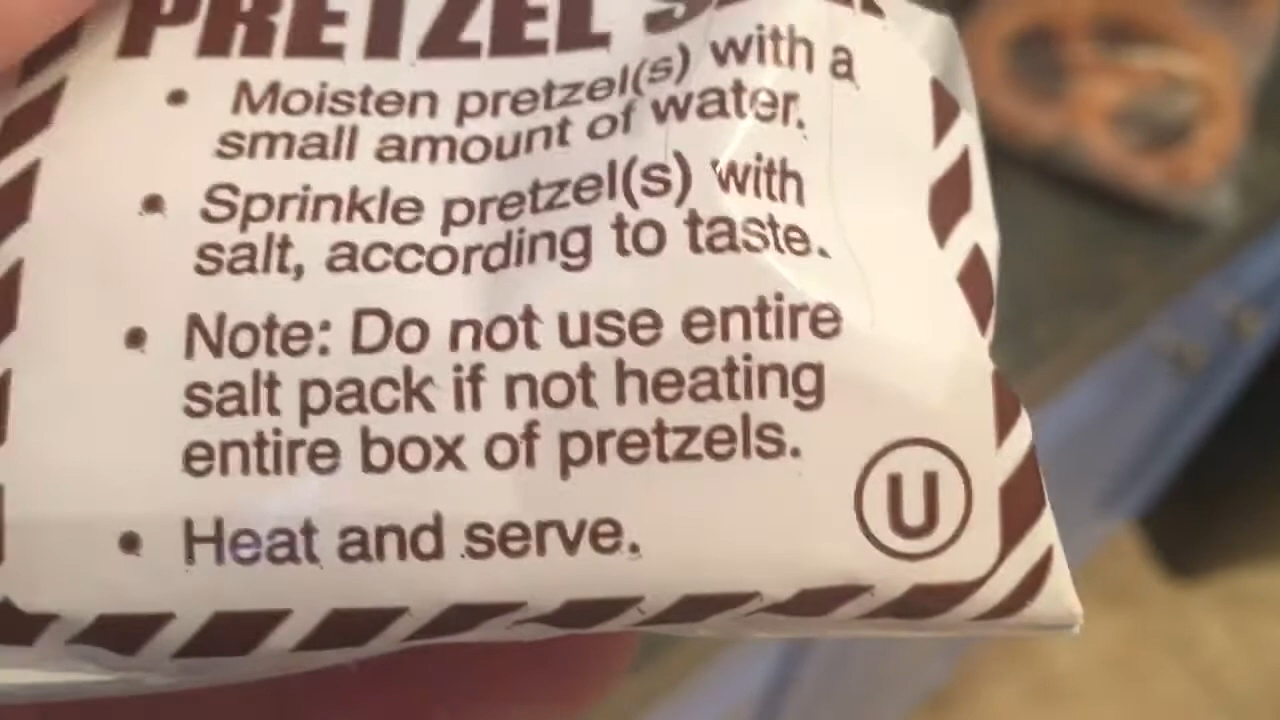 PRETZEL
• Moisten pretzel(s) with a
small amount of water.
• Sprinkle pretzel(s) with
salt, according to taste.
• Note: Do not use entire
salt pack if not heating
entire box of pretzels.
• Heat and serve.
U